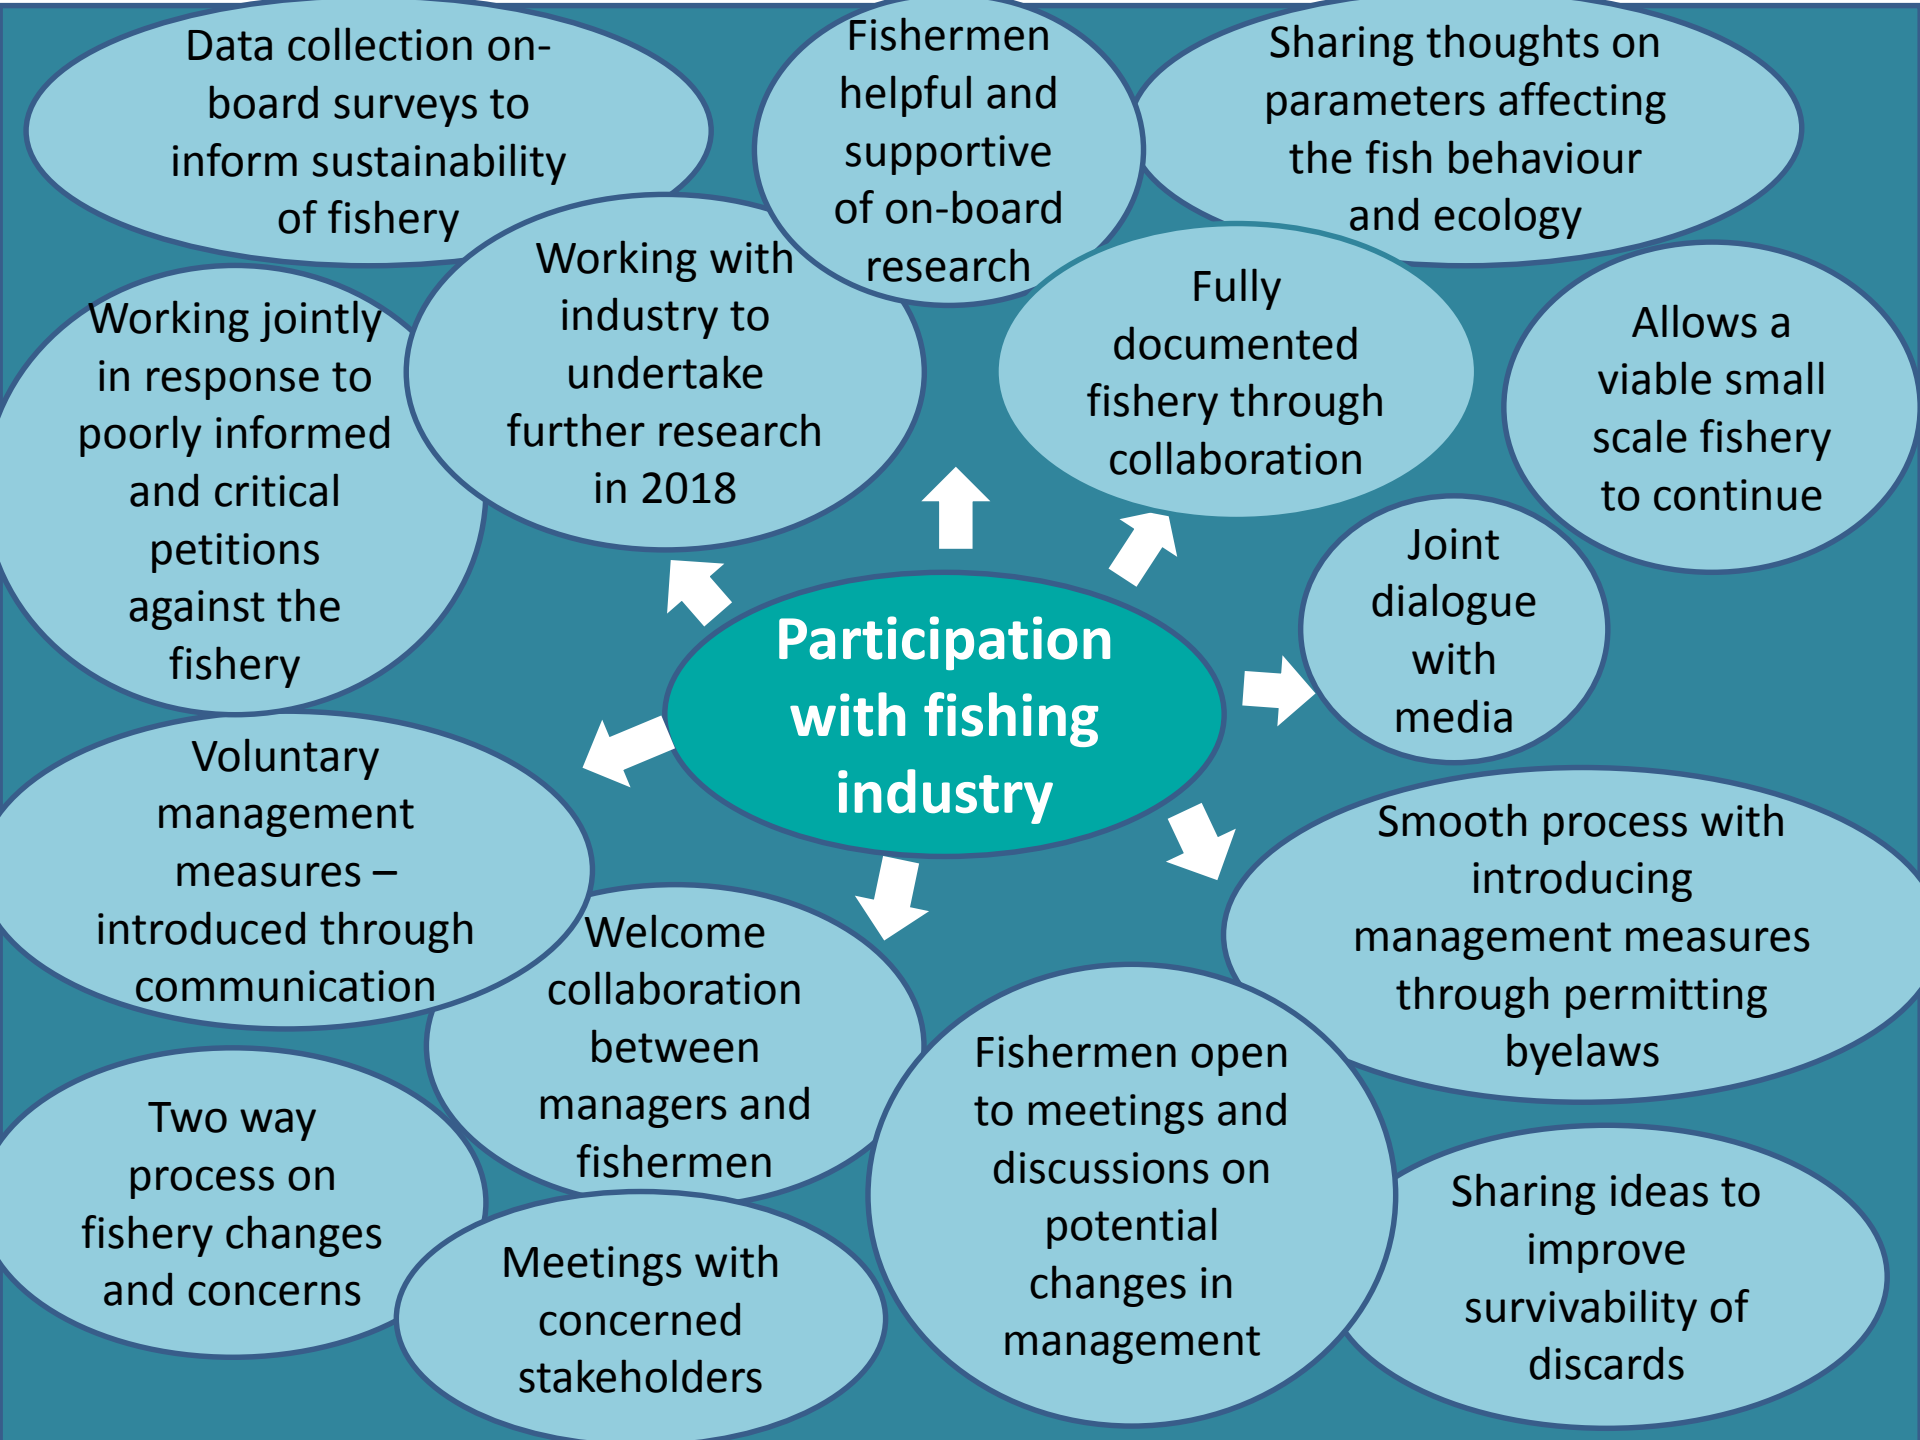 Data collection on-
board surveys to
inform sustainability
of fishery
Fishermen
helpful and
supportive
of on-board
research
Sharing thoughts on
parameters affecting
the fish behaviour
and ecology
Working jointly
in response to
poorly informed
and critical
petitions
against the
fishery
Working with
industry to
undertake
further research
in 2018
Fully
documented
fishery through
collaboration
Allows a
viable small
scale fishery
to continue
Joint
dialogue
with
media
Participation
with fishing
industry
Voluntary
management
measures –
introduced through
communication
Welcome
collaboration
between
managers and
fishermen
Smooth process with
introducing
management measures
through permitting
byelaws
Two way
process on
fishery changes
and concerns
Meetings with
concerned
stakeholders
Fishermen open
to meetings and
discussions on
potential
changes in
management
Sharing ideas to
improve
survivability of
discards